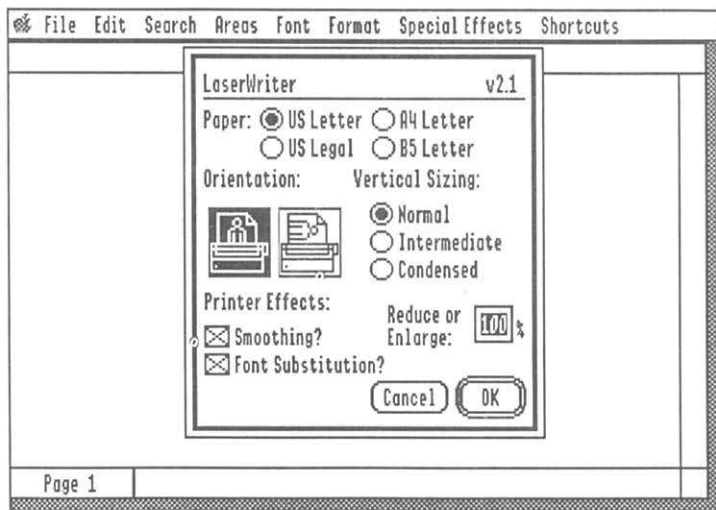 File Edit Search Areas Font Format Special Effects Shortcuts
LaserWriter v2.1
Paper: US Letter A4 Letter
US Legal B5 Letter
Orientation: Vertical Sizing:
Normal
Intermediate
Condensed
Printer Effects:
Reduce or
Enlarge: 100 %
Smoothing?
Font Substitution?
Cancel OK
Page 1